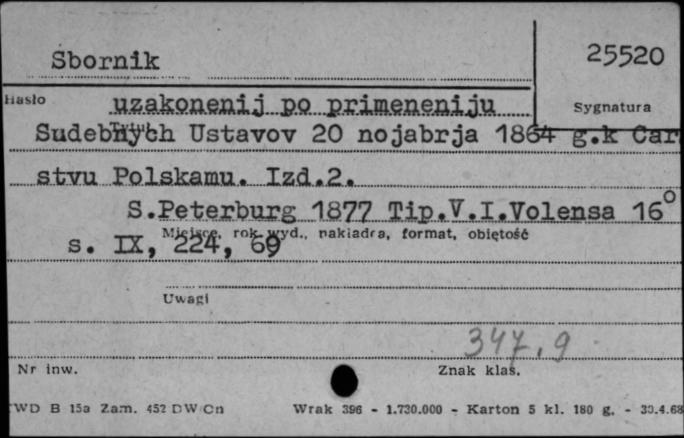 Sbornik
25520
Hasło
uzakonenij po primeneniju
Sygnatura
Sudebnych Ustavov 20 nojabrja 1864 g.k Car
stvu Polskamu. Izd.2.
S.Peterburg 1877 Tip.V.I.Volensa 16°
Miejsce, rok wyd., nakładca, format, objętość
s. IX, 224, 69
Uwagi
347.9
Nr inw.
Znak klas.
WD B 15a Zam. 452 DW Cn
Wrak 396 - 1.730.000 - Karton 5 kl. 180 g. - 30.4.68